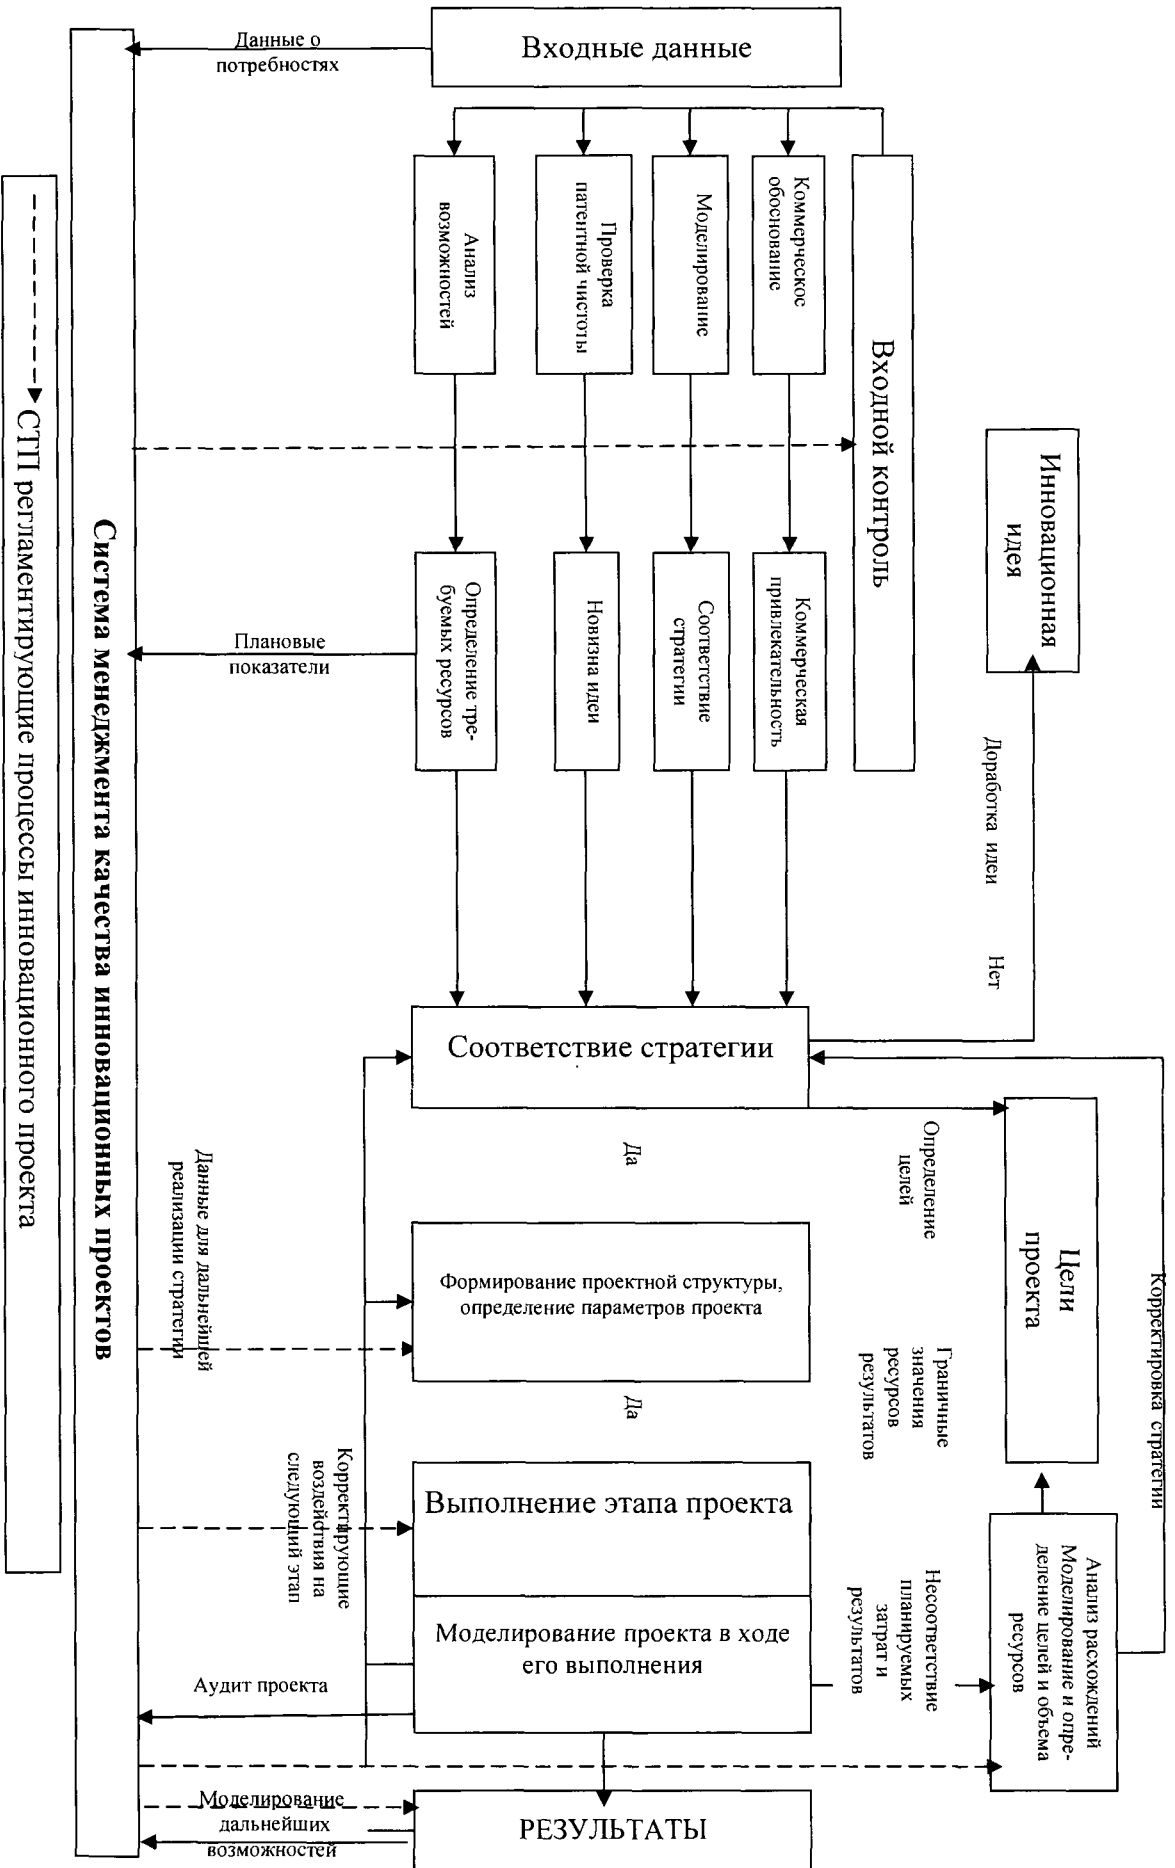 Входные данные
Данные о
потребностях
Коммерческое
обоснование
Моделирование
Проверка
патентной чистоты
Анализ
возможностей
Входной контроль
Инновационная
идея
Коммерческая
привлекательность
Соответствие
стратегии
Новизна идеи
Определение тре-
буемых ресурсов
Плановые
показатели
Доработка идеи
Нет
Соответствие стратегии
Да
Определение
целей
Цели
проекта
Корректировка стратегии
Формирование проектной структуры,
определение параметров проекта
Данные для дальнейшей
реализации стратегии
Да
Граничные
значения
ресурсов
результатов
Выполнение этапа проекта
Корректирующие
воздействия на
следующий этап
Моделирование проекта в ходе
его выполнения
Несоответствие
планируемых
затрат и
результатов
Анализ расхождений
Моделирование и опре-
деление целей и объема
ресурсов
Аудит проекта
Моделирование
дальнейших
возможностей
РЕЗУЛЬТАТЫ
Система менеджмента качества инновационных проектов
СТП регламентирующие процессы инновационного проекта